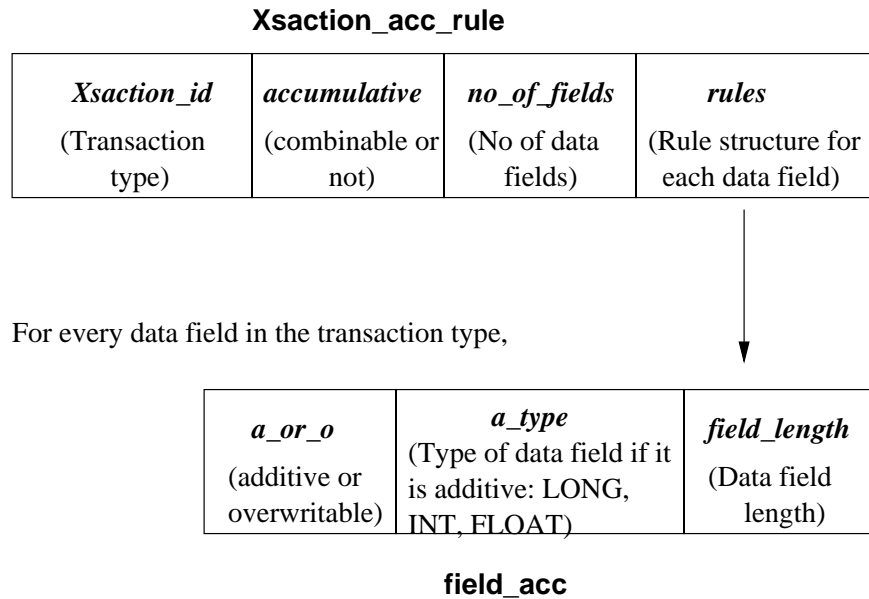 Xsaction_acc_rule
Xsaction_id accumulative no_of_fields rules
(Transaction (combinable or (No of data (Rule structure for
type) not) fields) each data field)
For every data field in the transaction type,
a_or_o a_type field_length
(additive or (Type of data field if it (Data field
overwritable) is additive: LONG, length)
INT, FLOAT)
field_acc